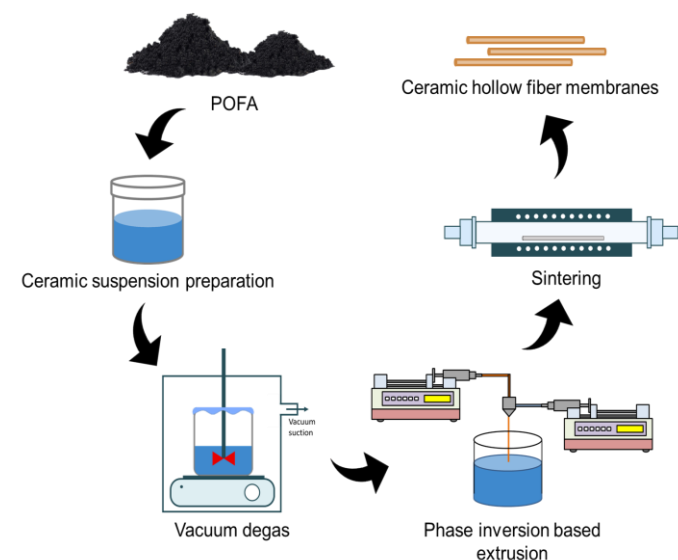 POFA
Ceramic suspension preparation
Vacuum
suction
Vacuum degas
Phase inversion based
extrusion
Sintering
Ceramic hollow fiber membranes